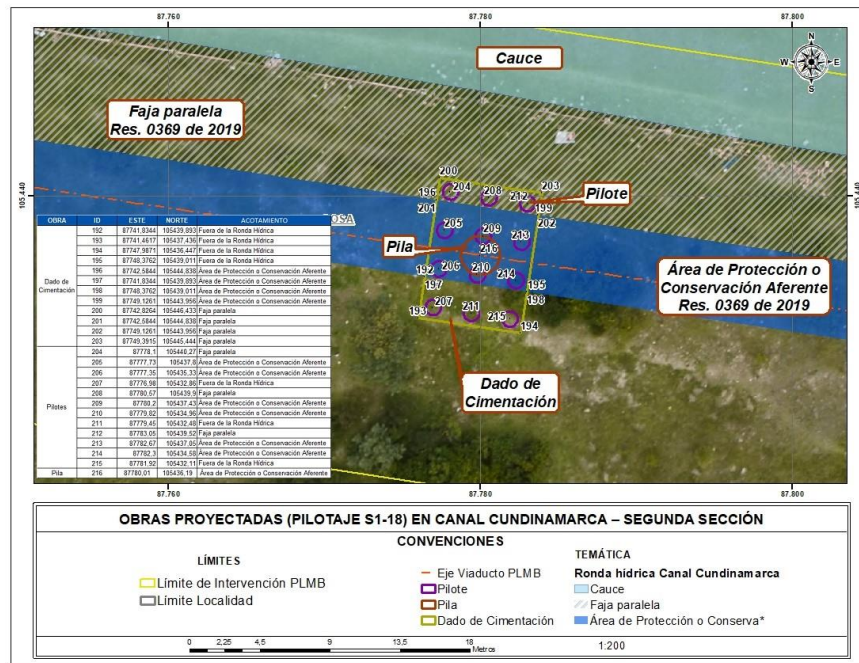 87.760
87.780
87.800
N
W
E
S
Cauce
Faja paralela
Res. 0369 de 2019
105.440
105.440
200
204
196
208
212
203
199
Pilote
201
202
205
209
213
216
Pila
192
206
210
214
195
197
198
193
207
211
215
194
OSA
Área de Protección o
Conservación Aferente
Res. 0369 de 2019
Dado de
Cimentación
OBRA ID ESTE NORTE ACOTAMIENTO
Dado de Cimentación
192 87741,8344 105439,893 Fuera de la Ronda Hídrica
193 87741,4617 105437,436 Fuera de la Ronda Hídrica
194 87747,9871 105436,447 Fuera de la Ronda Hídrica
195 87748,3762 105439,011 Fuera de la Ronda Hídrica
196 87742,5844 105444,838 Área de Protección o Conservación Aferente
197 87741,8344 105439,893 Área de Protección o Conservación Aferente
198 87748,3762 105439,011 Área de Protección o Conservación Aferente
199 87749,1261 105443,956 Área de Protección o Conservación Aferente
200 87742,8264 105446,433 Faja paralela
201 87742,5844 105444,838 Faja paralela
202 87749,1261 105443,956 Faja paralela
203 87749,3915 105445,444 Faja paralela
Pilotes
204 87778,1 105440,27 Faja paralela
205 87777,73 105437,8 Área de Protección o Conservación Aferente
206 87777,35 105435,33 Área de Protección o Conservación Aferente
207 87776,98 105432,86 Fuera de la Ronda Hídrica
208 87780,57 105439,9 Faja paralela
209 87780,2 105437,43 Área de Protección o Conservación Aferente
210 87779,82 105434,96 Área de Protección o Conservación Aferente
211 87779,45 105432,48 Fuera de la Ronda Hídrica
212 87783,05 105439,52 Faja paralela
213 87782,67 105437,05 Área de Protección o Conservación Aferente
214 87782,3 105434,58 Área de Protección o Conservación Aferente
215 87781,92 105432,11 Fuera de la Ronda Hídrica
Pila 216 87780,01 105436,19 Área de Protección o Conservación Aferente
87.760
87.780
87.800
OBRAS PROYECTADAS (PILOTAJE S1-18) EN CANAL CUNDINAMARCA – SEGUNDA SECCIÓN
CONVENCIONES
LÍMITES
Límite de Intervención PLMB
Límite Localidad
Eje Viaducto PLMB
Pilote
Pila
Dado de Cimentación
TEMÁTICA
Ronda hídrica Canal Cundinamarca
Cauce
Faja paralela
Área de Protección o Conserva*
0 2,25 4,5 9 13,5 18
Metros
1:200